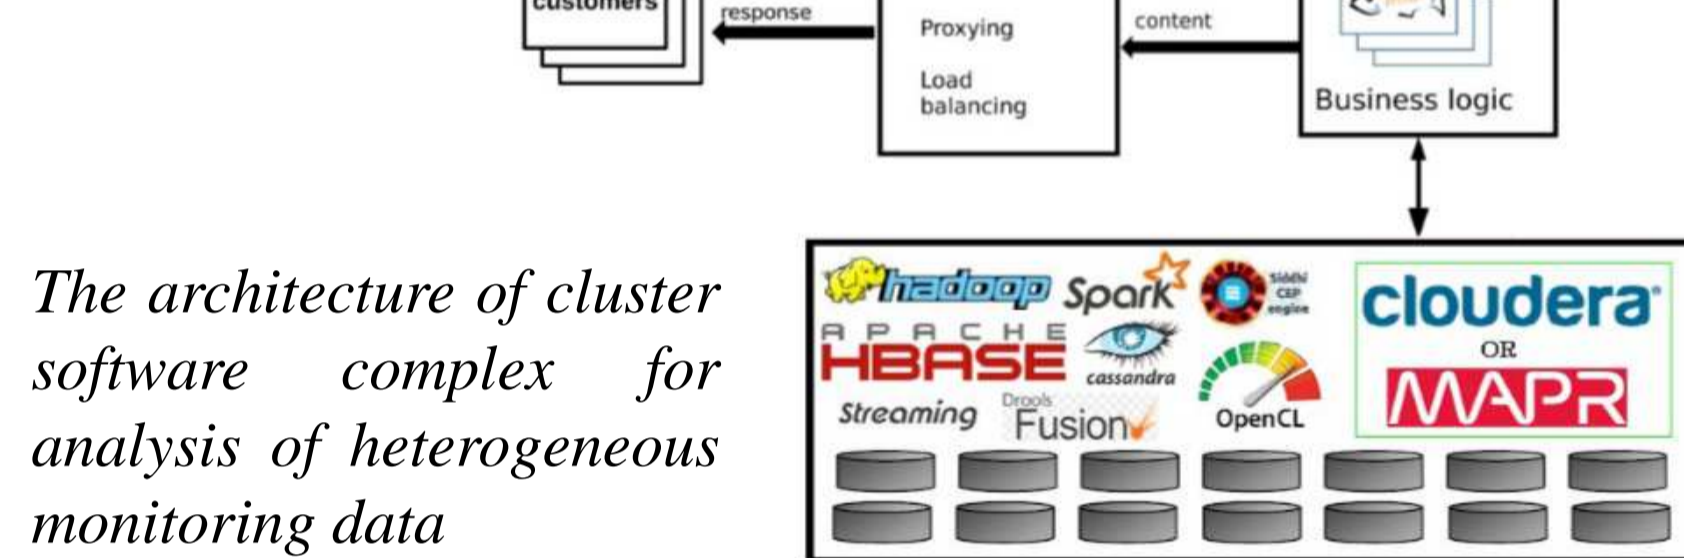 customers
response
Proxying
Load
balancing
content
Business logic
The architecture of cluster
software complex for
analysis of heterogeneous
monitoring data
hadoop
Spark
Siddhi
CEP
engine
APACHE
HBASE
cassandra
Streaming
Drools
Fusion
OpenCL
cloudera
OR
MAPR